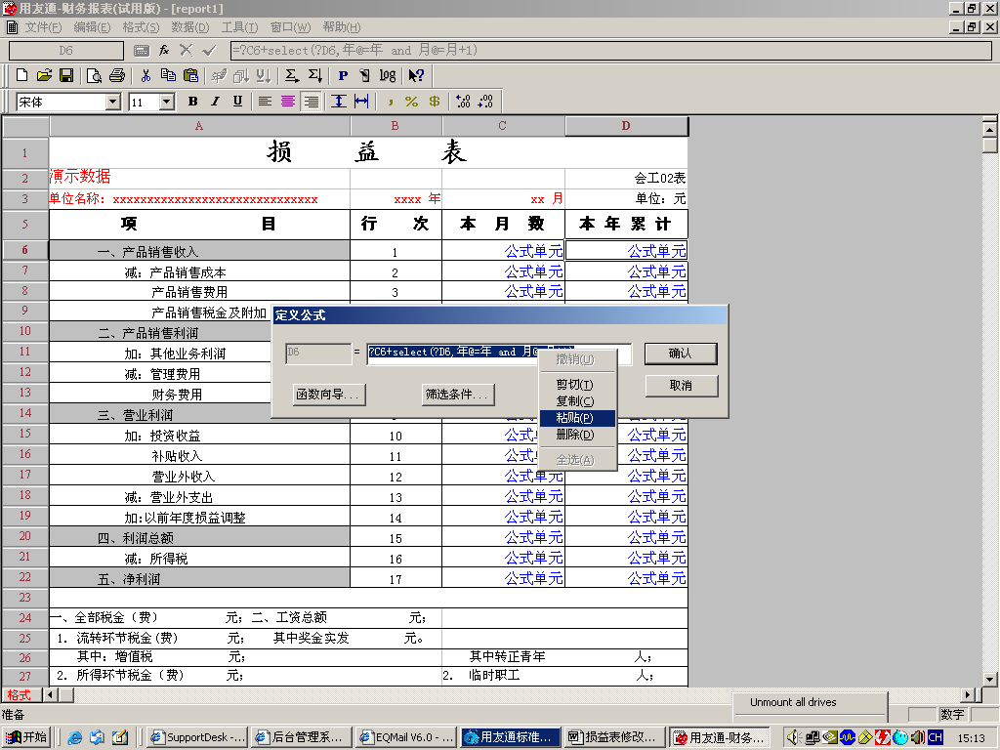 用友通-财务报表(试用版) - [report1]
文件(F) 编辑(E) 格式(S) 数据(D) 工具(T) 窗口(W) 帮助(H)
D6 fx =?C6+select(?D6,年@=年 and 月@=月+1)
P log ?
宋体 11 B I U , % $ +.0 .00 +.00 .00
A B C D
1 损 益 表
2 演示数据 会工02表
3 单位名称: xxxxxxxxxxxxxxxxxxxxxxxxxxxxxx xxxx 年 xx 月 单位: 元
5 项 目 行 次 本 月 数 本 年 累 计
6 一、产品销售收入 1 公式单元 公式单元
7 减: 产品销售成本 2 公式单元 公式单元
8 产品销售费用 3 公式单元 公式单元
9 产品销售税金及附加
10 二、产品销售利润
11 加: 其他业务利润
12 减: 管理费用
13 财务费用
14 三、营业利润
15 加: 投资收益 10 公式单元 公式单元
16 补贴收入 11 公式单元 公式单元
17 营业外收入 12 公式单元 公式单元
18 减: 营业外支出 13 公式单元 公式单元
19 加:以前年度损益调整 14 公式单元 公式单元
20 四、利润总额 15 公式单元 公式单元
21 减: 所得税 16 公式单元 公式单元
22 五、净利润 17 公式单元 公式单元
23
24 一、全部税金(费) 元; 二、工资总额 元;
25 1. 流转环节税金(费) 元; 其中奖金实发 元。
26 其中: 增值税 元; 其中转正青年 人;
27 2. 所得环节税金(费) 元; 2. 临时职工 人;
定义公式
D6 = ?C6+select(?D6,年@=年 and 月@
确认
函数向导... 筛选条件... 取消
撤销(U)
剪切(T)
复制(C)
粘贴(P)
删除(D)
全选(A)
格式
准备 数字
Unmount all drives
开始 SupportDesk -... 后台管理系... EQMail V6.0 - ... 用友通标准... 损益表修改... 用友通-财务... CH 15:13